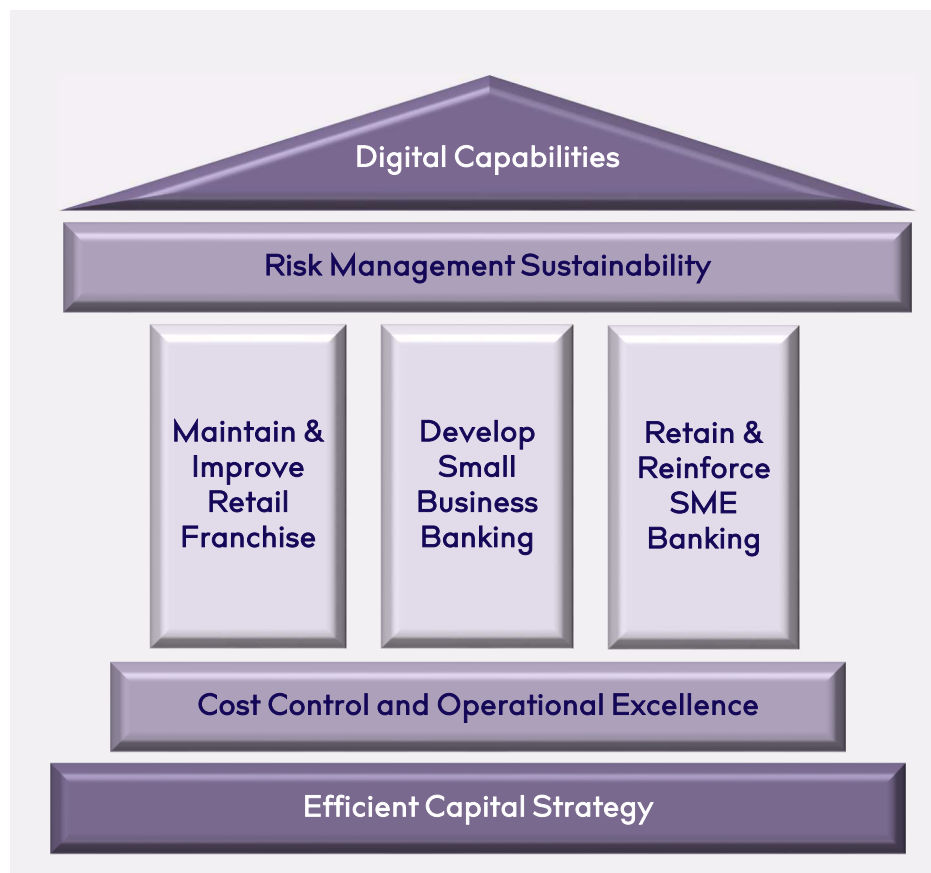 Digital Capabilities
Risk Management Sustainability
Maintain &
Improve
Retail
Franchise
Develop
Small
Business
Banking
Retain &
Reinforce
SME
Banking
Cost Control and Operational Excellence
Efficient Capital Strategy